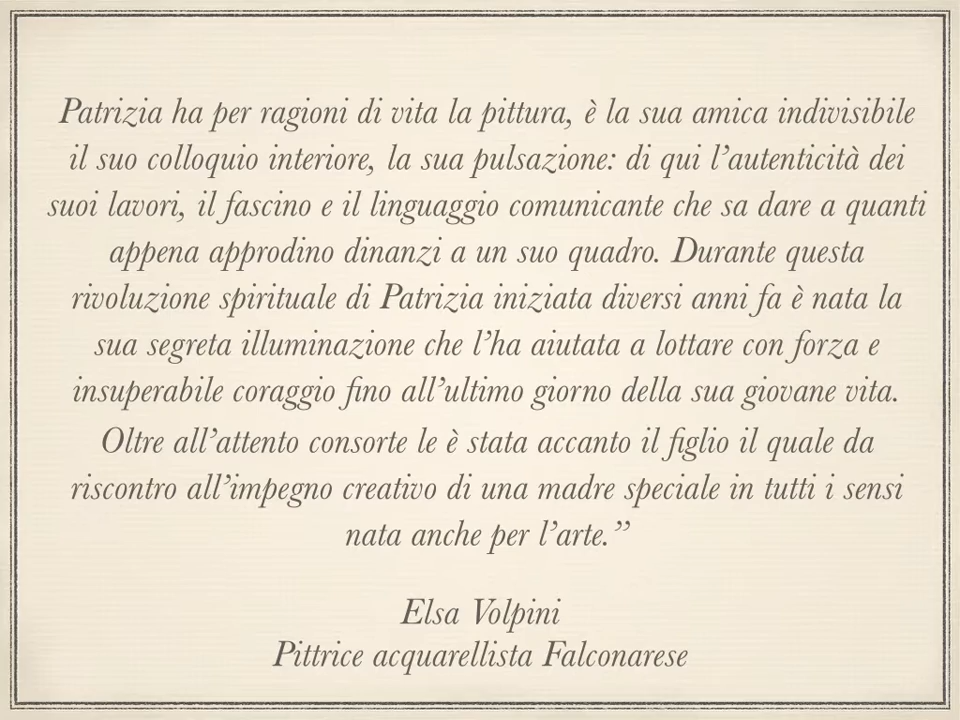 Patrizia ha per ragioni di vita la pittura, è la sua amica indivisibile
il suo colloquio interiore, la sua pulsazione: di qui l’autenticità dei
suoi lavori, il fascino e il linguaggio comunicante che sa dare a quanti
appena approdino dinanzi a un suo quadro. Durante questa
rivoluzione spirituale di Patrizia iniziata diversi anni fa è nata la
sua segreta illuminazione che l’ha aiutata a lottare con forza e
insuperabile coraggio fino all’ultimo giorno della sua giovane vita.
Oltre all’attento consorte le è stata accanto il figlio il quale da
riscontro all’impegno creativo di una madre speciale in tutti i sensi
nata anche per l’arte.”
Elsa Volpini
Pittrice acquarellista Falconarese